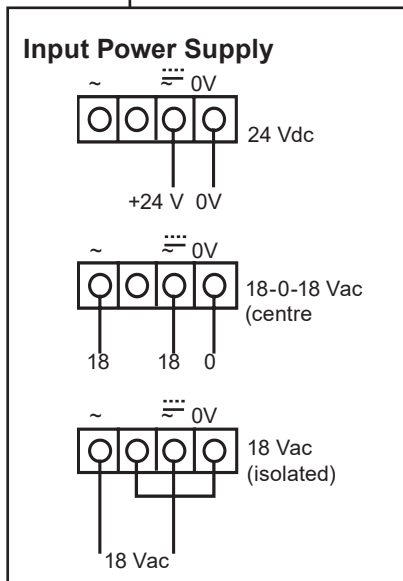 Input Power Supply
~ ⎓ ~ 0V
24 Vdc
+24 V 0V
~ ⎓ ~ 0V
18-0-18 Vac
(centre
18 18 0
~ ⎓ ~ 0V
18 Vac
(isolated)
18 Vac